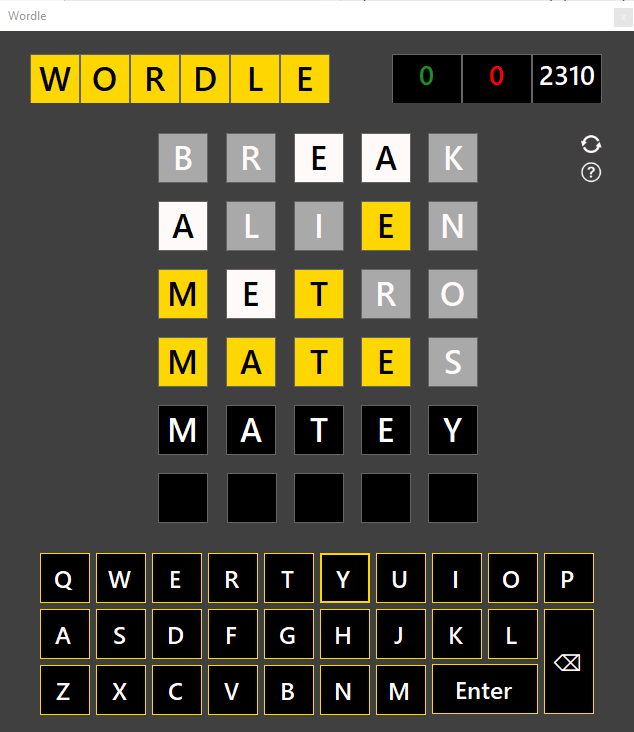 Wordle
WORDLE 0 0 2310
BREAK
ALIEN
METRO
MATES
MATEY
?
QWERTYUIOP
ASDFGHJKL
ZXCVBNM Enter